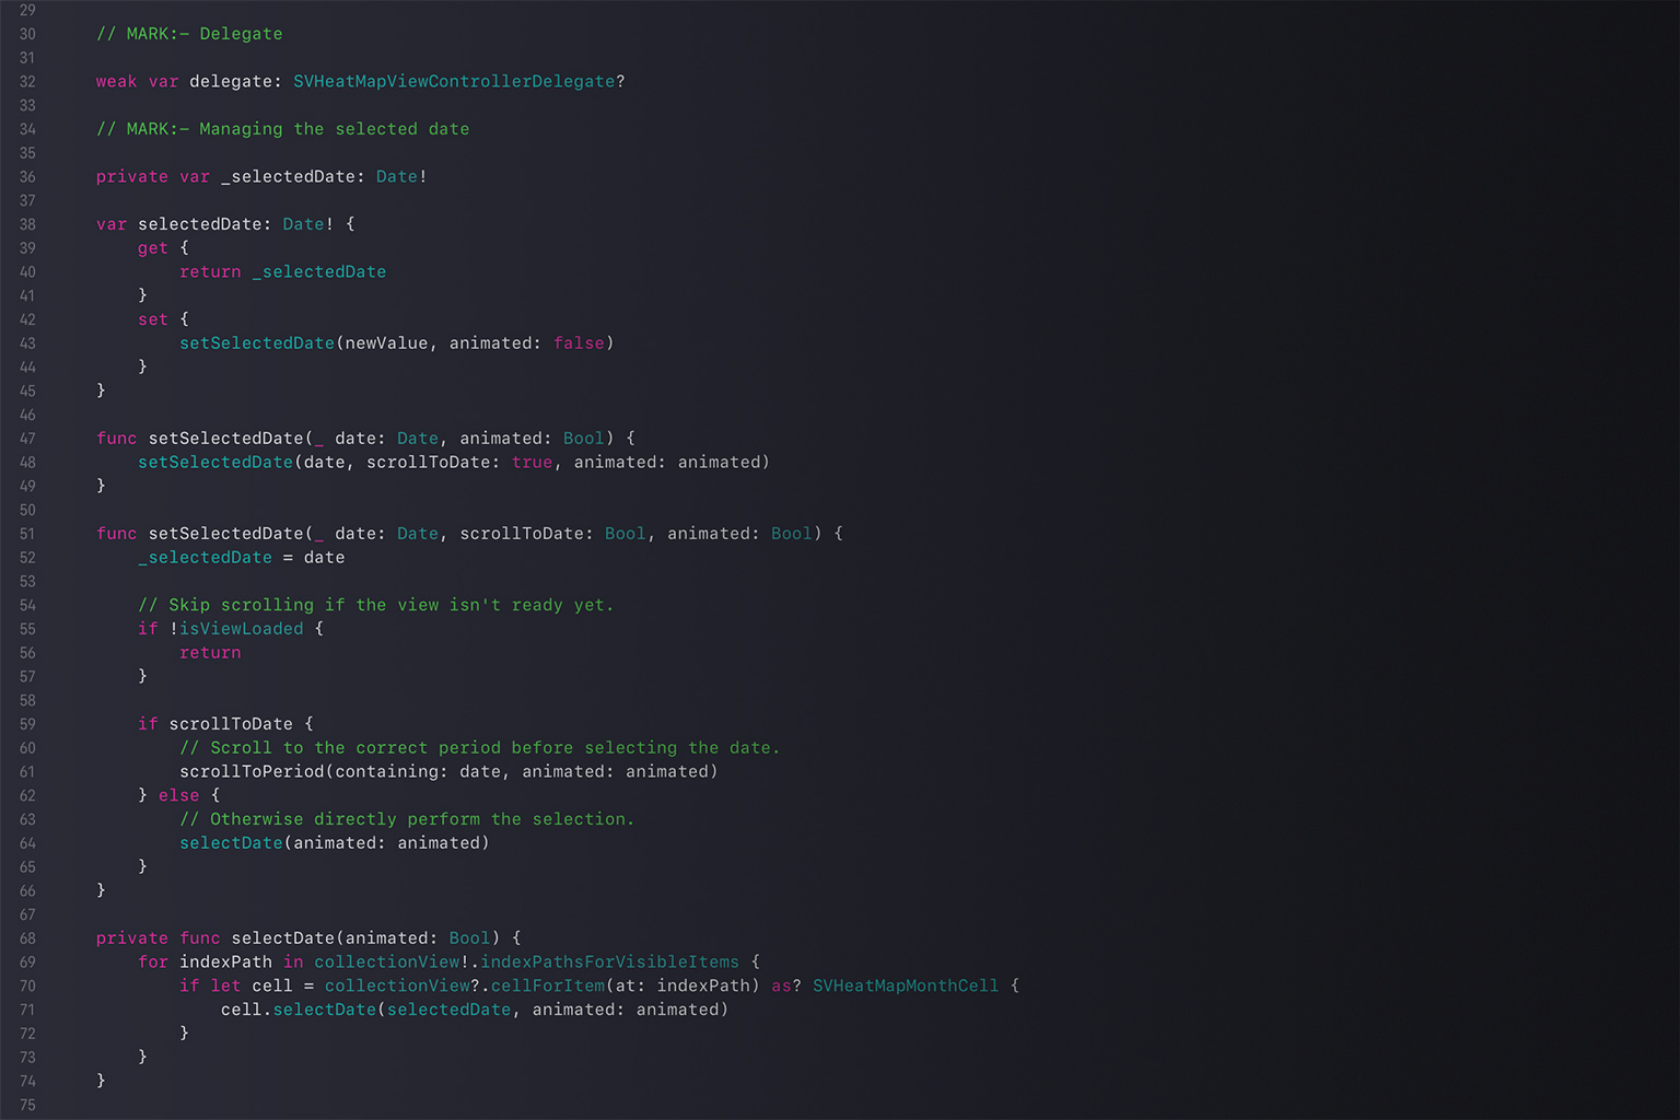 29
30 // MARK:- Delegate
31
32 weak var delegate: SVHeatMapViewControllerDelegate?
33
34 // MARK:- Managing the selected date
35
36 private var _selectedDate: Date!
37
38 var selectedDate: Date! {
39 get {
40 return _selectedDate
41 }
42 set {
43 setSelectedDate(newValue, animated: false)
44 }
45 }
46
47 func setSelectedDate(_ date: Date, animated: Bool) {
48 setSelectedDate(date, scrollToDate: true, animated: animated)
49 }
50
51 func setSelectedDate(_ date: Date, scrollToDate: Bool, animated: Bool) {
52 _selectedDate = date
53
54 // Skip scrolling if the view isn't ready yet.
55 if !isViewLoaded {
56 return
57 }
58
59 if scrollToDate {
60 // Scroll to the correct period before selecting the date.
61 scrollToPeriod(containing: date, animated: animated)
62 } else {
63 // Otherwise directly perform the selection.
64 selectDate(animated: animated)
65 }
66 }
67
68 private func selectDate(animated: Bool) {
69 for indexPath in collectionView!.indexPathsForVisibleItems {
70 if let cell = collectionView?.cellForItem(at: indexPath) as? SVHeatMapMonthCell {
71 cell.selectDate(selectedDate, animated: animated)
72 }
73 }
74 }
75